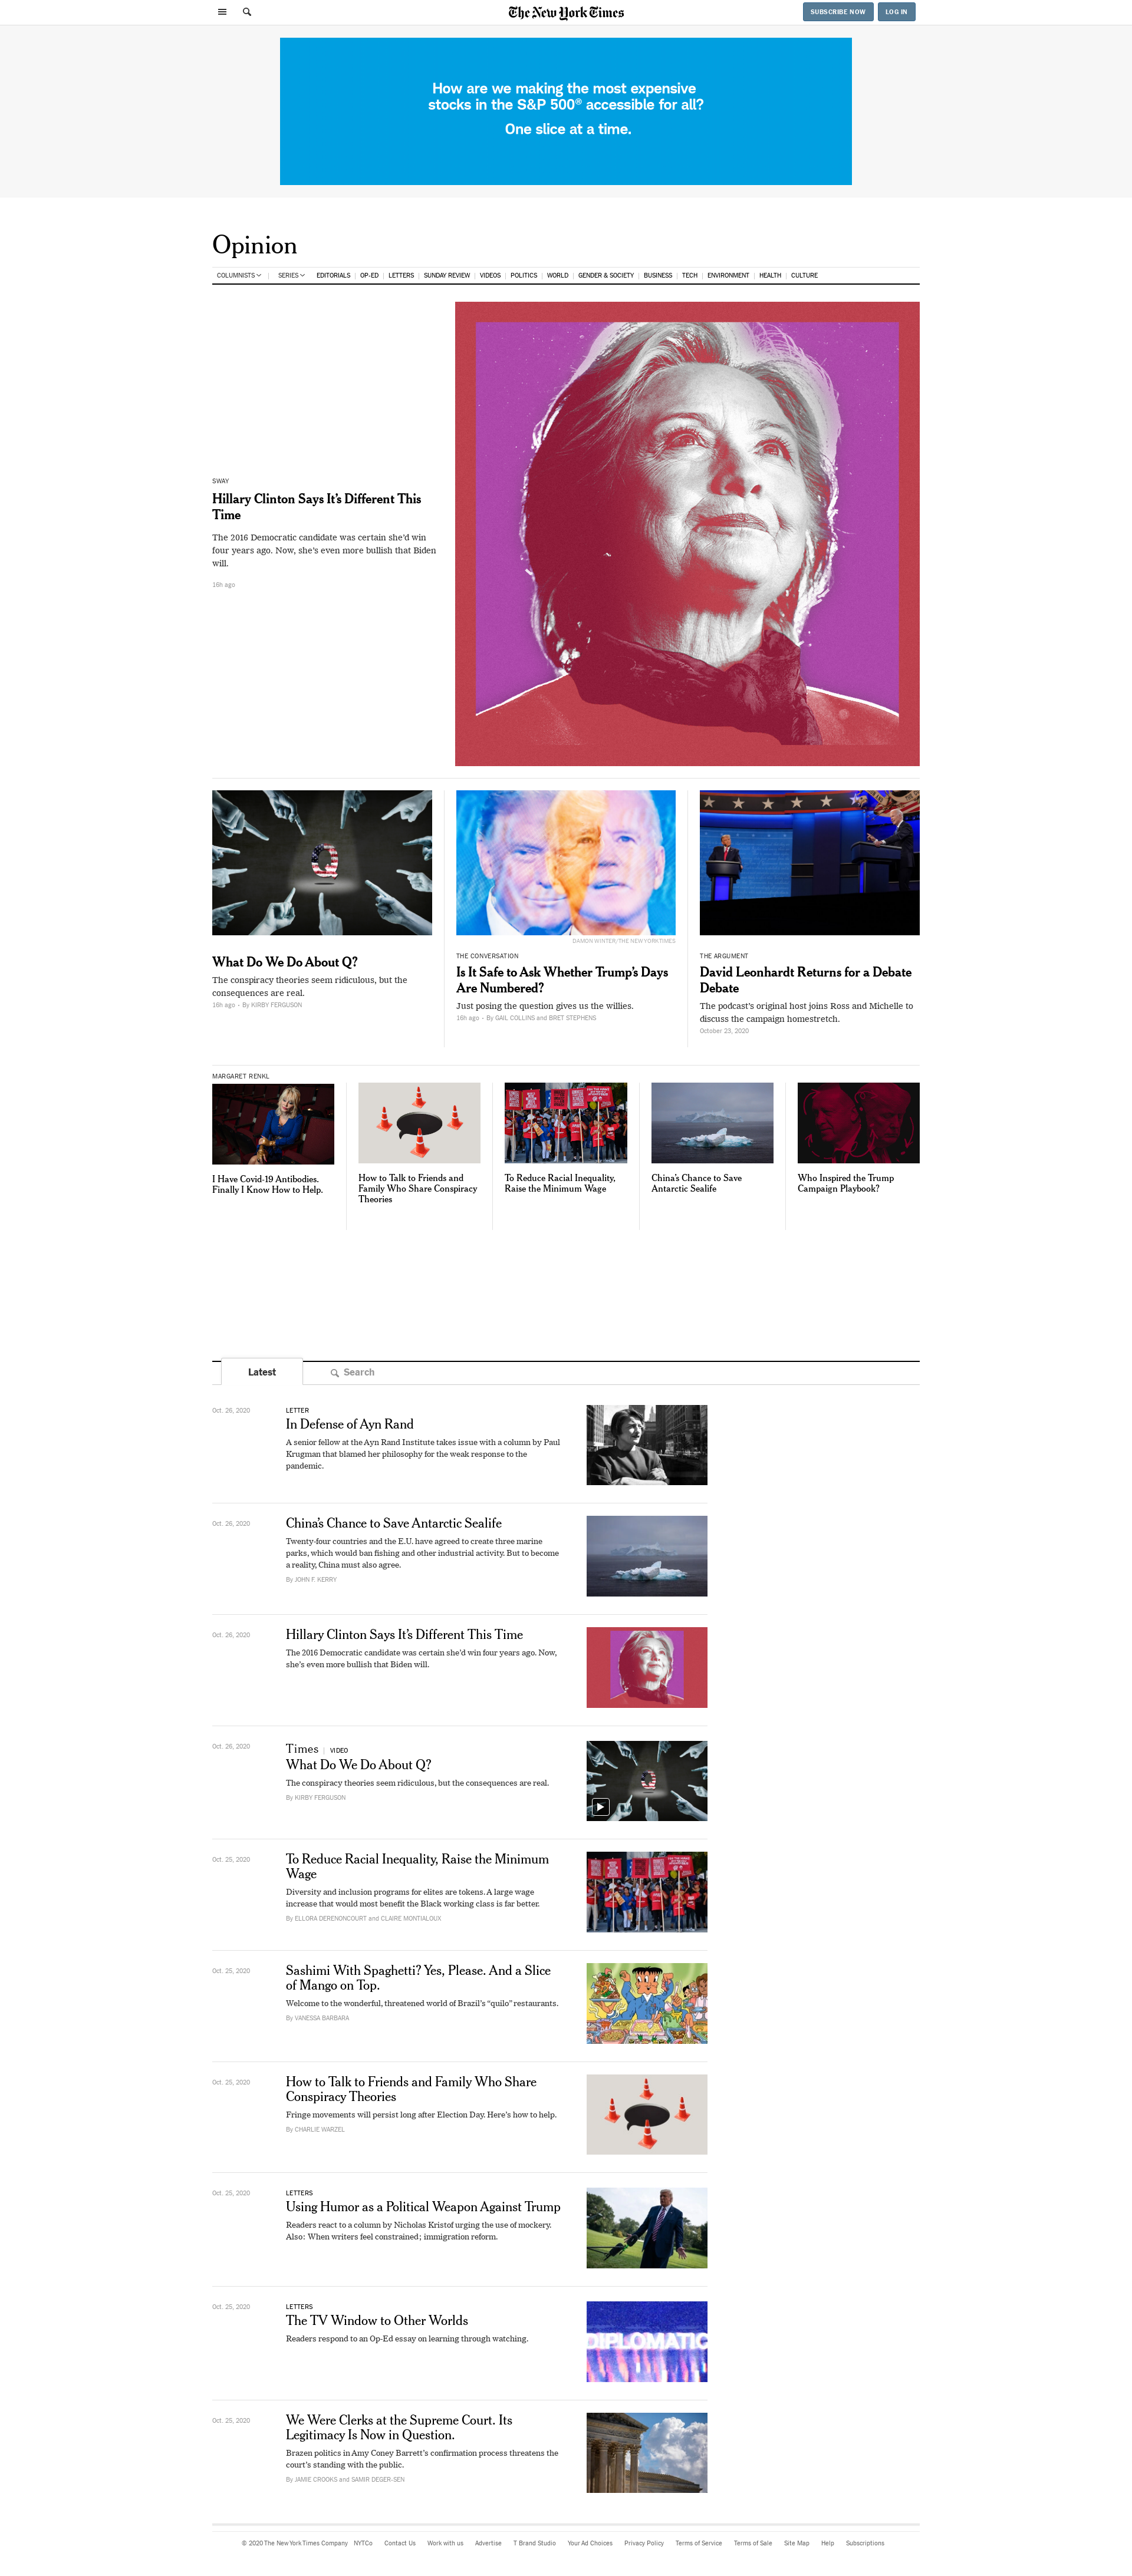 The New York Times
SUBSCRIBE NOW
LOG IN
How are we making the most expensive
stocks in the S&P 500® accessible for all?
One slice at a time.
Opinion
COLUMNISTS SERIES EDITORIALS OP-ED LETTERS SUNDAY REVIEW VIDEOS POLITICS WORLD GENDER & SOCIETY BUSINESS TECH ENVIRONMENT HEALTH CULTURE
SWAY
Hillary Clinton Says It’s Different This
Time
The 2016 Democratic candidate was certain she’d win
four years ago. Now, she’s even more bullish that Biden
will.
16h ago
Q
What Do We Do About Q?
The conspiracy theories seem ridiculous, but the
consequences are real.
16h ago - By KIRBY FERGUSON
DAMON WINTER/THE NEW YORK TIMES
THE CONVERSATION
Is It Safe to Ask Whether Trump’s Days
Are Numbered?
Just posing the question gives us the willies.
16h ago - By GAIL COLLINS and BRET STEPHENS
THE ARGUMENT
David Leonhardt Returns for a Debate
Debate
The podcast’s original host joins Ross and Michelle to
discuss the campaign homestretch.
October 23, 2020
MARGARET RENKL
I Have Covid-19 Antibodies.
Finally I Know How to Help.
How to Talk to Friends and
Family Who Share Conspiracy
Theories
To Reduce Racial Inequality,
Raise the Minimum Wage
China’s Chance to Save
Antarctic Sealife
Who Inspired the Trump
Campaign Playbook?
Latest
Search
Oct. 26, 2020
LETTER
In Defense of Ayn Rand
A senior fellow at the Ayn Rand Institute takes issue with a column by Paul
Krugman that blamed her philosophy for the weak response to the
pandemic.
Oct. 26, 2020
China’s Chance to Save Antarctic Sealife
Twenty-four countries and the E.U. have agreed to create three marine
parks, which would ban fishing and other industrial activity. But to become
a reality, China must also agree.
By JOHN F. KERRY
Oct. 26, 2020
Hillary Clinton Says It’s Different This Time
The 2016 Democratic candidate was certain she’d win four years ago. Now,
she’s even more bullish that Biden will.
Oct. 26, 2020
Times | VIDEO
What Do We Do About Q?
The conspiracy theories seem ridiculous, but the consequences are real.
By KIRBY FERGUSON
Q
Oct. 25, 2020
To Reduce Racial Inequality, Raise the Minimum
Wage
Diversity and inclusion programs for elites are tokens. A large wage
increase that would most benefit the Black working class is far better.
By ELLORA DERENONCOURT and CLAIRE MONTIALOUX
Oct. 25, 2020
Sashimi With Spaghetti? Yes, Please. And a Slice
of Mango on Top.
Welcome to the wonderful, threatened world of Brazil’s “quilo” restaurants.
By VANESSA BARBARA
Oct. 25, 2020
How to Talk to Friends and Family Who Share
Conspiracy Theories
Fringe movements will persist long after Election Day. Here’s how to help.
By CHARLIE WARZEL
Oct. 25, 2020
LETTERS
Using Humor as a Political Weapon Against Trump
Readers react to a column by Nicholas Kristof urging the use of mockery.
Also: When writers feel constrained; immigration reform.
Oct. 25, 2020
LETTERS
The TV Window to Other Worlds
Readers respond to an Op-Ed essay on learning through watching.
DIPLOMATIC
Oct. 25, 2020
We Were Clerks at the Supreme Court. Its
Legitimacy Is Now in Question.
Brazen politics in Amy Coney Barrett’s confirmation process threatens the
court’s standing with the public.
By JAMIE CROOKS and SAMIR DEGER-SEN
© 2020 The New York Times Company NYTCo Contact Us Work with us Advertise T Brand Studio Your Ad Choices Privacy Policy Terms of Service Terms of Sale Site Map Help Subscriptions